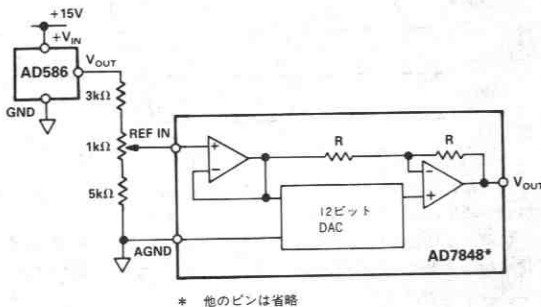 +15V
+VIN
VOUT
AD586
3kΩ
GND
REF IN
1kΩ
R
R
VOUT
5kΩ
12ビット
DAC
AGND
AD7848*
* 他のピンは省略